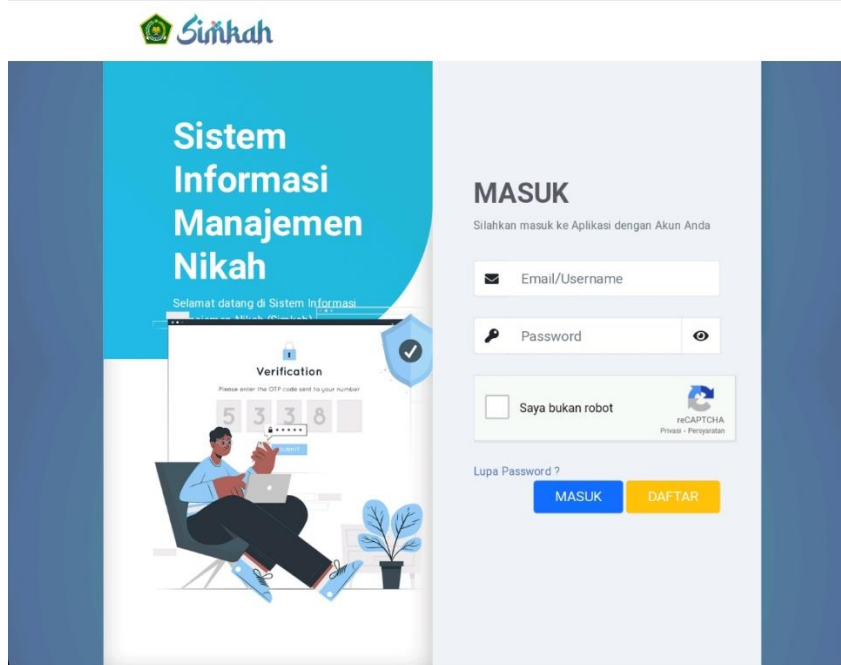 Simkah
Sistem
Informasi
Manajemen
Nikah
Selamat datang di Sistem Informasi
Nikah (Simkah)
Verification
Please enter the OTP code sent to your number
5 3 3 8
SUBMIT
MASUK
Silahkan masuk ke Aplikasi dengan Akun Anda
Email/Username
Password
Saya bukan robot
reCAPTCHA
Privasi - Persyaratan
Lupa Password ?
MASUK
DAFTAR